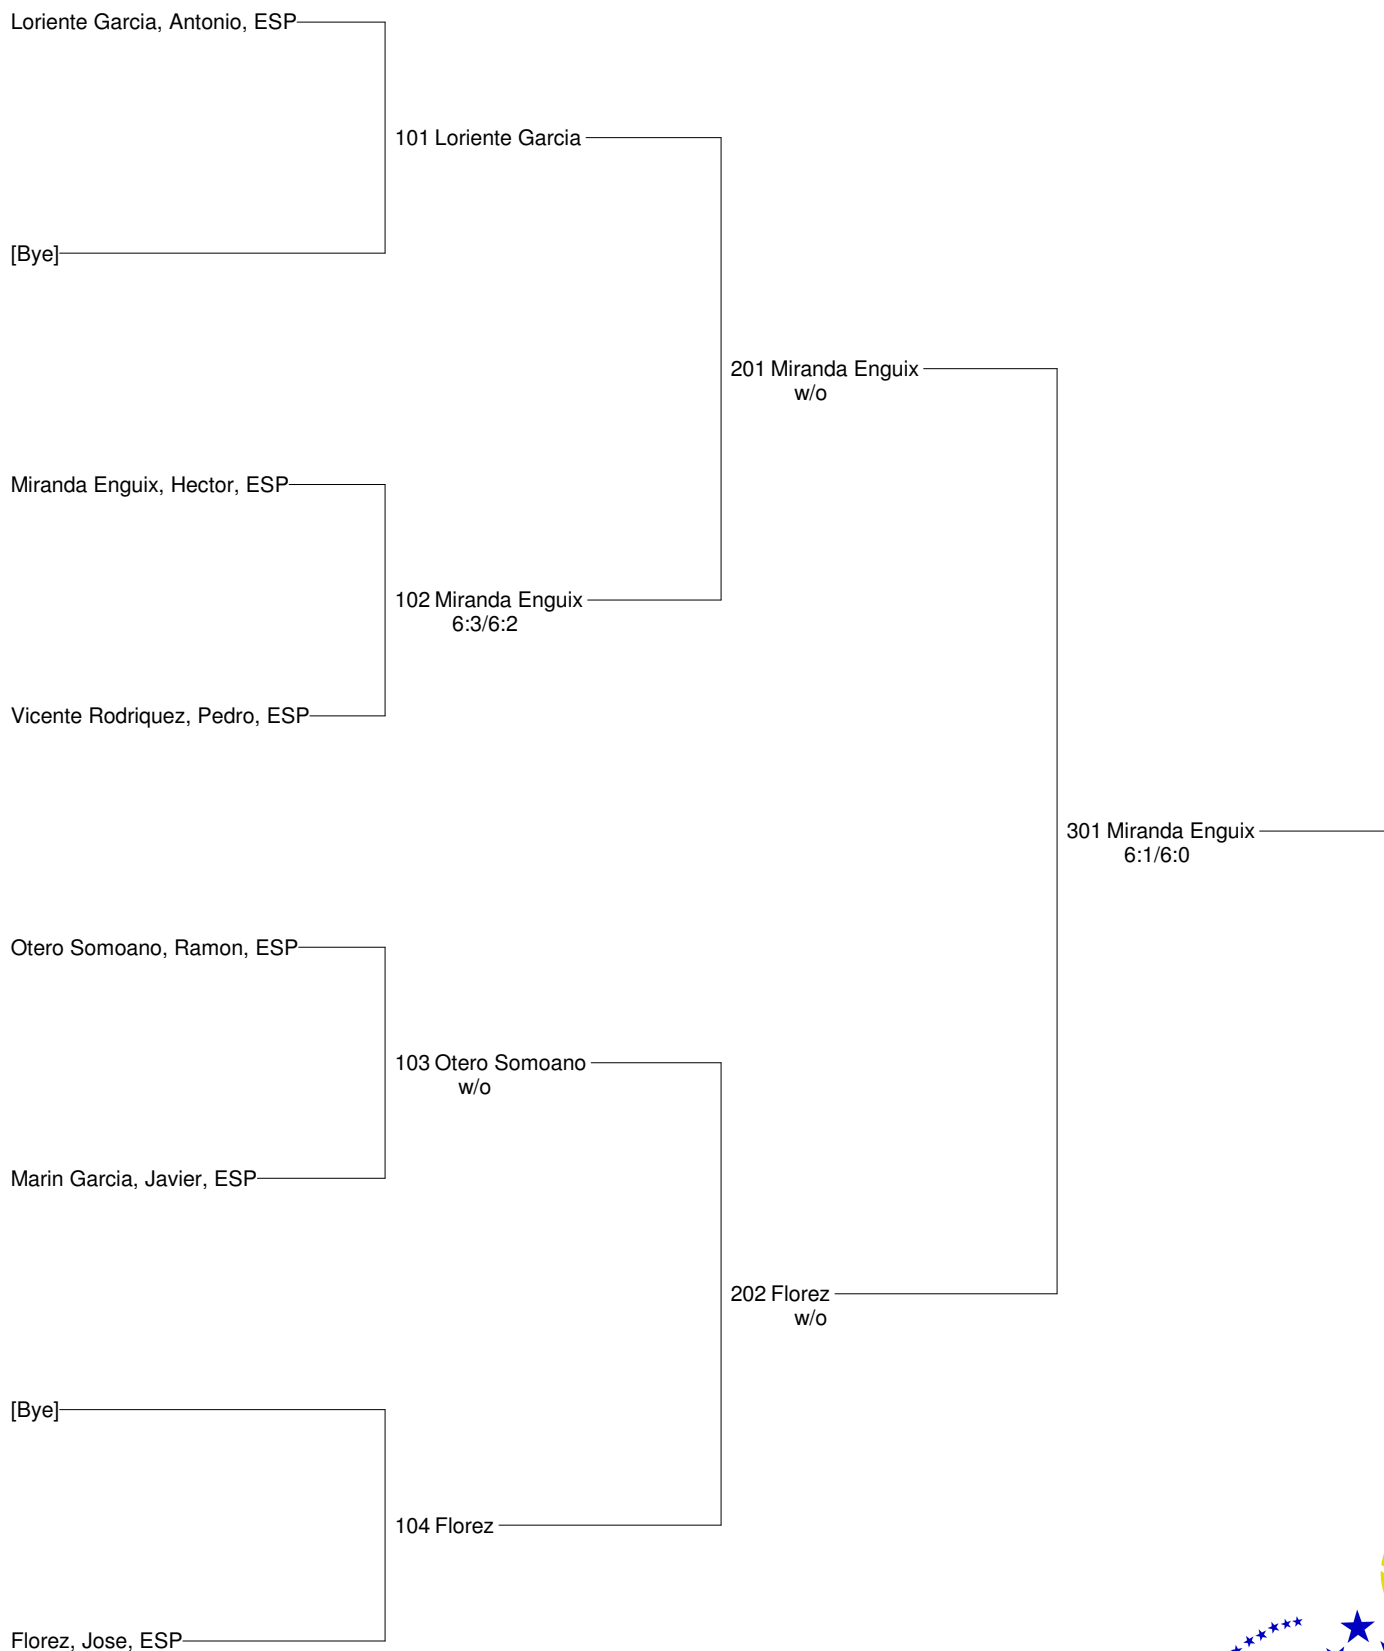 Loriente Garcia, Antonio, ESP
101 Loriente Garcia
[Bye]
201 Miranda Enguix
w/o
Miranda Enguix, Hector, ESP
102 Miranda Enguix
6:3/6:2
Vicente Rodriquez, Pedro, ESP
301 Miranda Enguix
6:1/6:0
Otero Somoano, Ramon, ESP
103 Otero Somoano
w/o
Marin Garcia, Javier, ESP
202 Florez
w/o
[Bye]
104 Florez
Florez, Jose, ESP